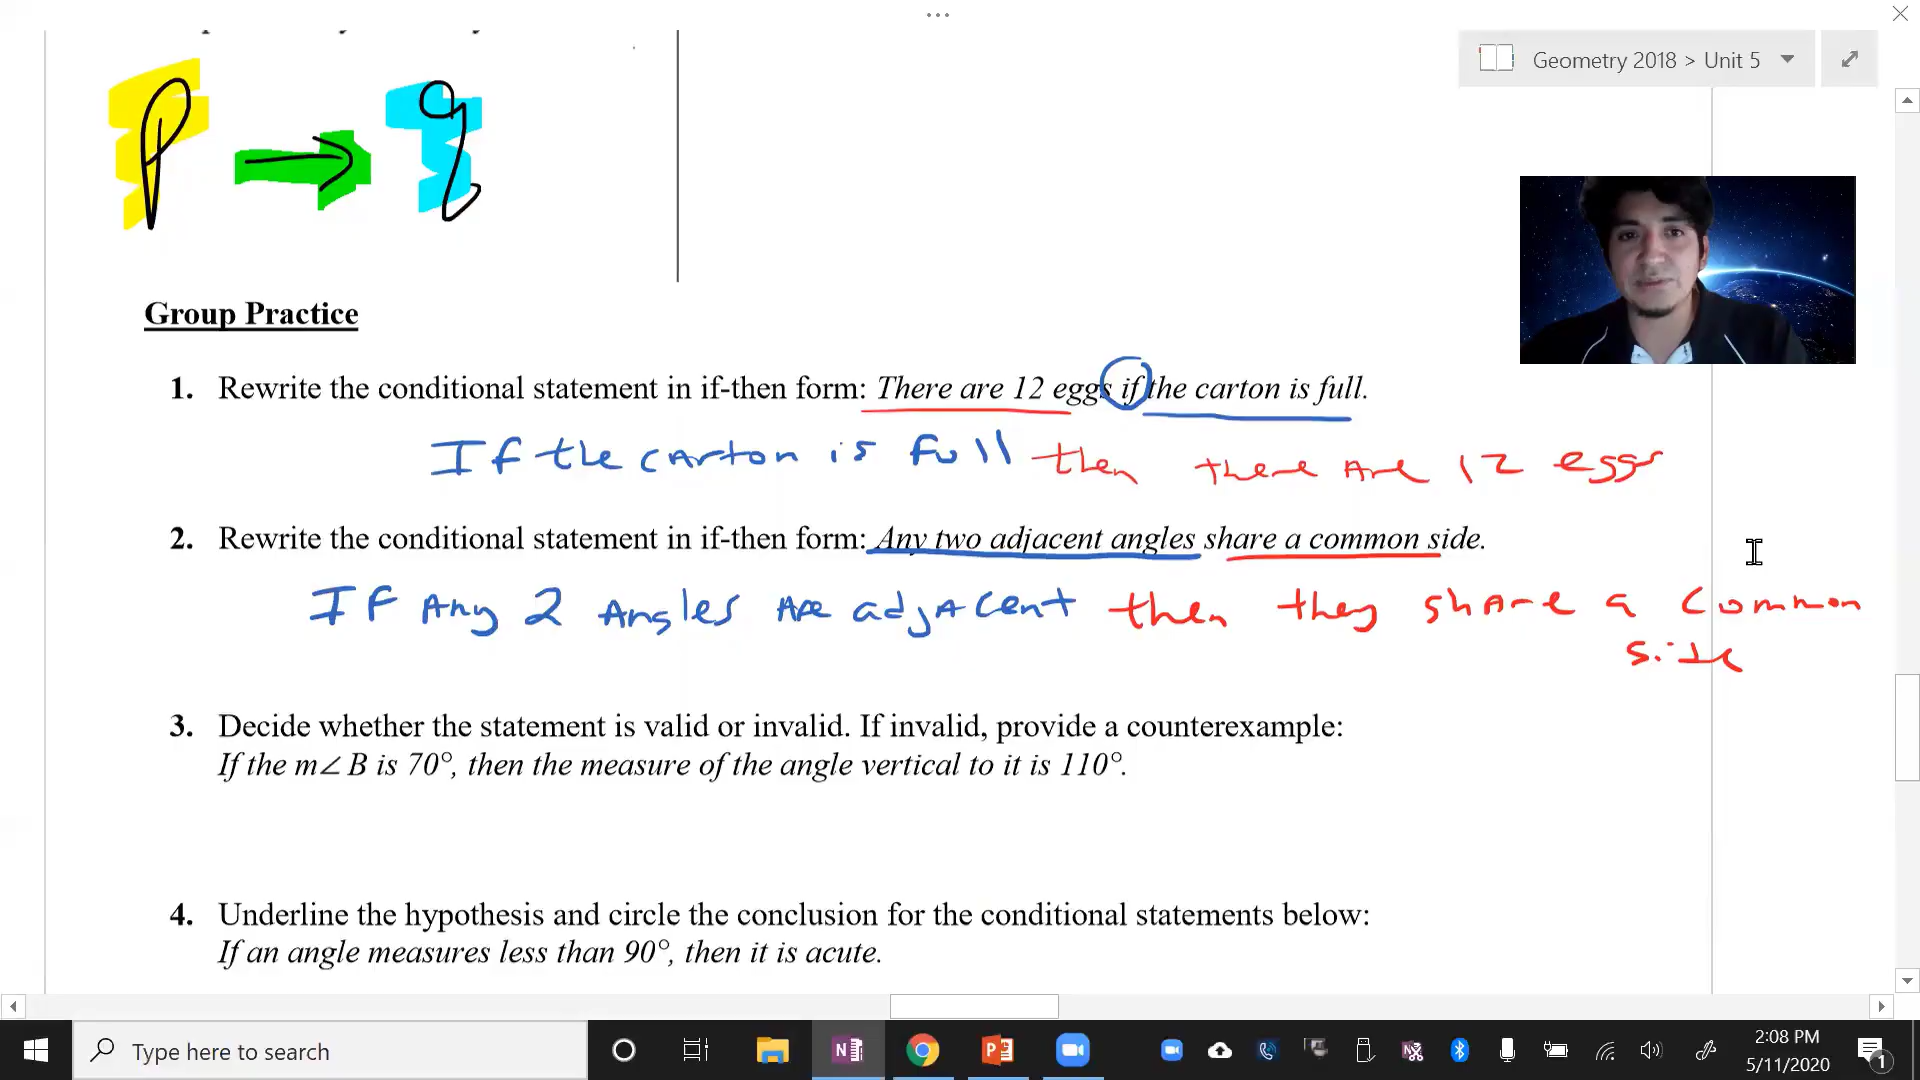 Geometry 2018 > Unit 5
p → q
Group Practice
1. Rewrite the conditional statement in if-then form: There are 12 eggs if the carton is full.
If the carton is full then there are 12 eggs
2. Rewrite the conditional statement in if-then form: Any two adjacent angles share a common side.
If Any 2 Angles Are adjacent then they share a common
side
3. Decide whether the statement is valid or invalid. If invalid, provide a counterexample:
If the m∠ B is 70°, then the measure of the angle vertical to it is 110°.
4. Underline the hypothesis and circle the conclusion for the conditional statements below:
If an angle measures less than 90°, then it is acute.
Type here to search
2:08 PM
5/11/2020
1